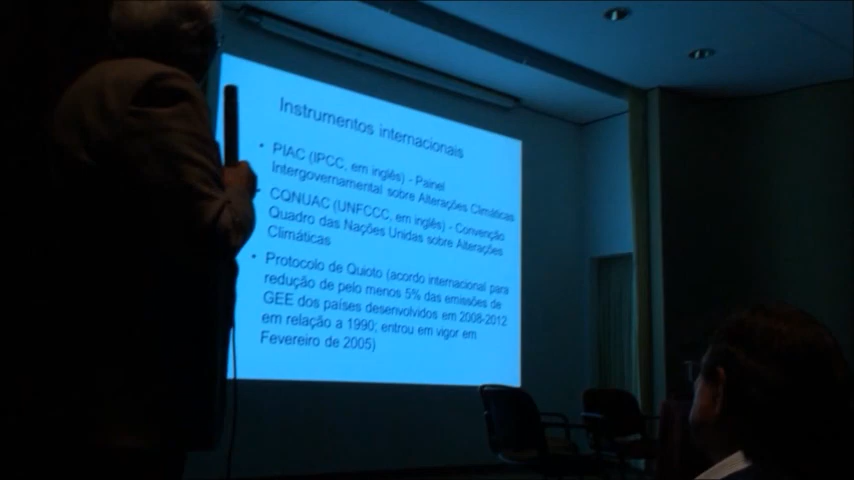 Instrumentos internacionais
• PIAC (IPCC, em inglês) - Painel
Intergovernamental sobre Alterações Climáticas
CQNUAC (UNFCCC, em inglês) - Convenção
Quadro das Nações Unidas sobre Alterações
Climáticas
• Protocolo de Quioto (acordo internacional para
redução de pelo menos 5% das emissões de
GEE dos países desenvolvidos em 2008-2012
em relação a 1990; entrou em vigor em
Fevereiro de 2005)